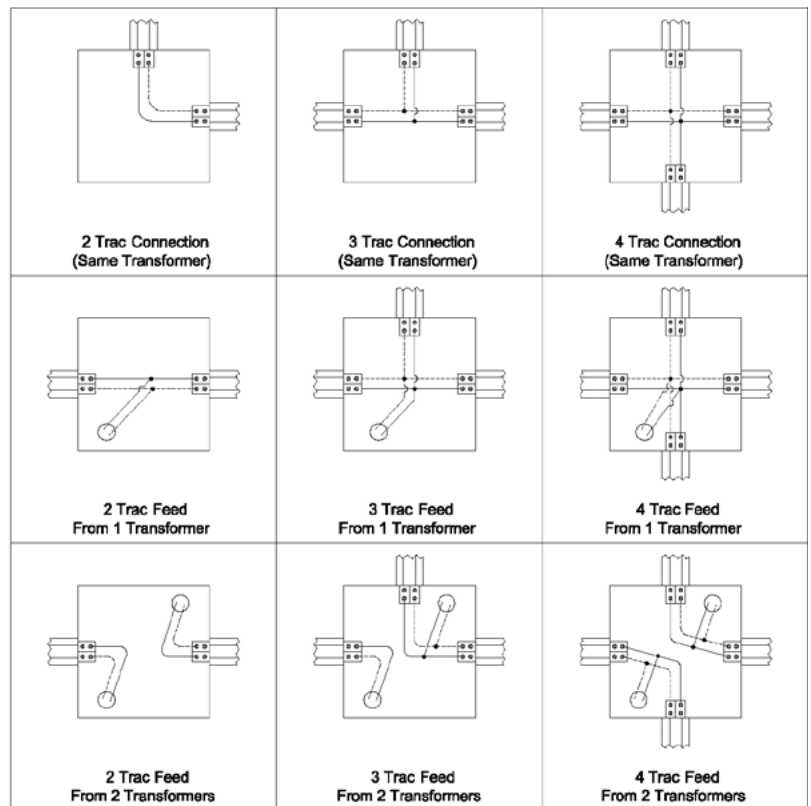 2 Trac Connection
(Same Transformer)
3 Trac Connection
(Same Transformer)
4 Trac Connection
(Same Transformer)
2 Trac Feed
From 1 Transformer
3 Trac Feed
From 1 Transformer
4 Trac Feed
From 1 Transformer
2 Trac Feed
From 2 Transformers
3 Trac Feed
From 2 Transformers
4 Trac Feed
From 2 Transformers